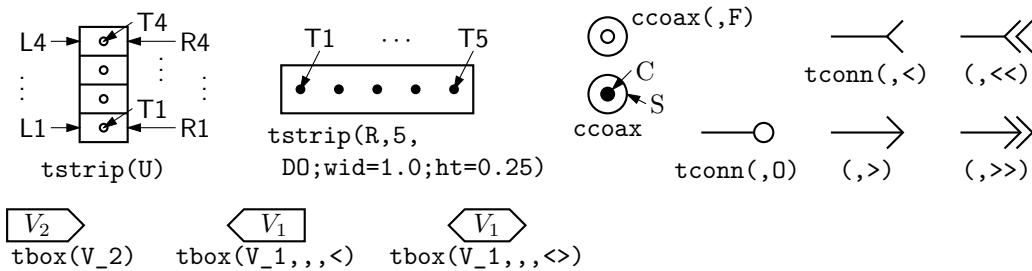 T4
L4 R4
⋮ ⋮ ⋮
T1
L1 R1
tstrip(U)
T1 ··· T5
tstrip(R,5,
DO;wid=1.0;ht=0.25)
ccoax(,F)
C
S
ccoax
tconn(,<) (,<<)
tconn(,O) (,>) (,>>)
V₂ V₁ V₁
tbox(V_2) tbox(V_1,,,<) tbox(V_1,,,<>)